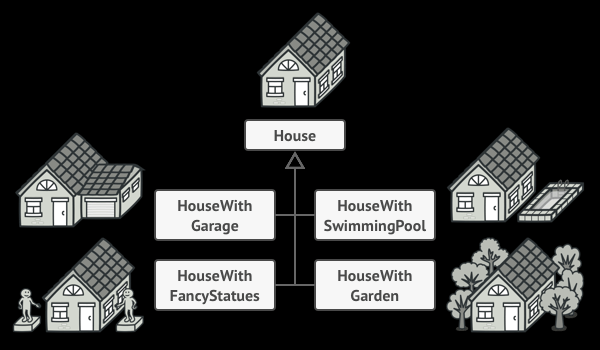 House
HouseWith
Garage
HouseWith
SwimmingPool
HouseWith
FancyStatues
HouseWith
Garden